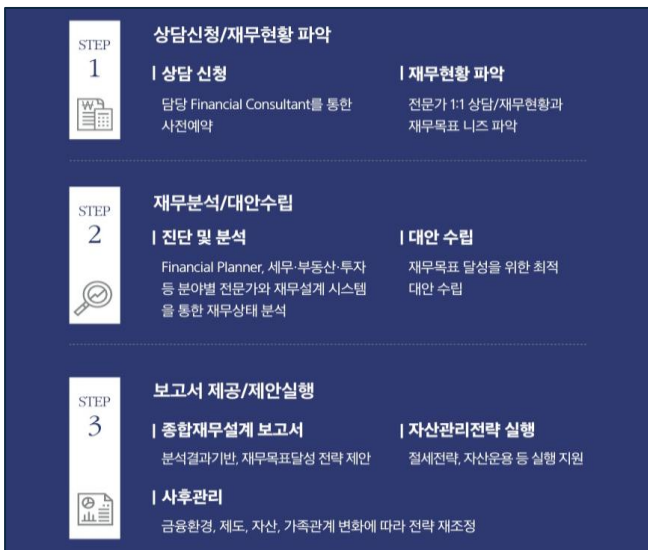 STEP
1
상담신청/재무현황 파악
| 상담 신청
담당 Financial Consultant를 통한
사전예약
| 재무현황 파악
전문가 1:1 상담/재무현황과
재무목표 니즈 파악
STEP
2
재무분석/대안수립
| 진단 및 분석
Financial Planner, 세무·부동산·투자
등 분야별 전문가와 재무설계 시스템
을 통한 재무상태 분석
| 대안 수립
재무목표 달성을 위한 최적
대안 수립
STEP
3
보고서 제공/제안실행
| 종합재무설계 보고서
분석결과기반, 재무목표달성 전략 제안
| 자산관리전략 실행
절세전략, 자산운용 등 실행 지원
| 사후관리
금융환경, 제도, 자산, 가족관계 변화에 따라 전략 재조정